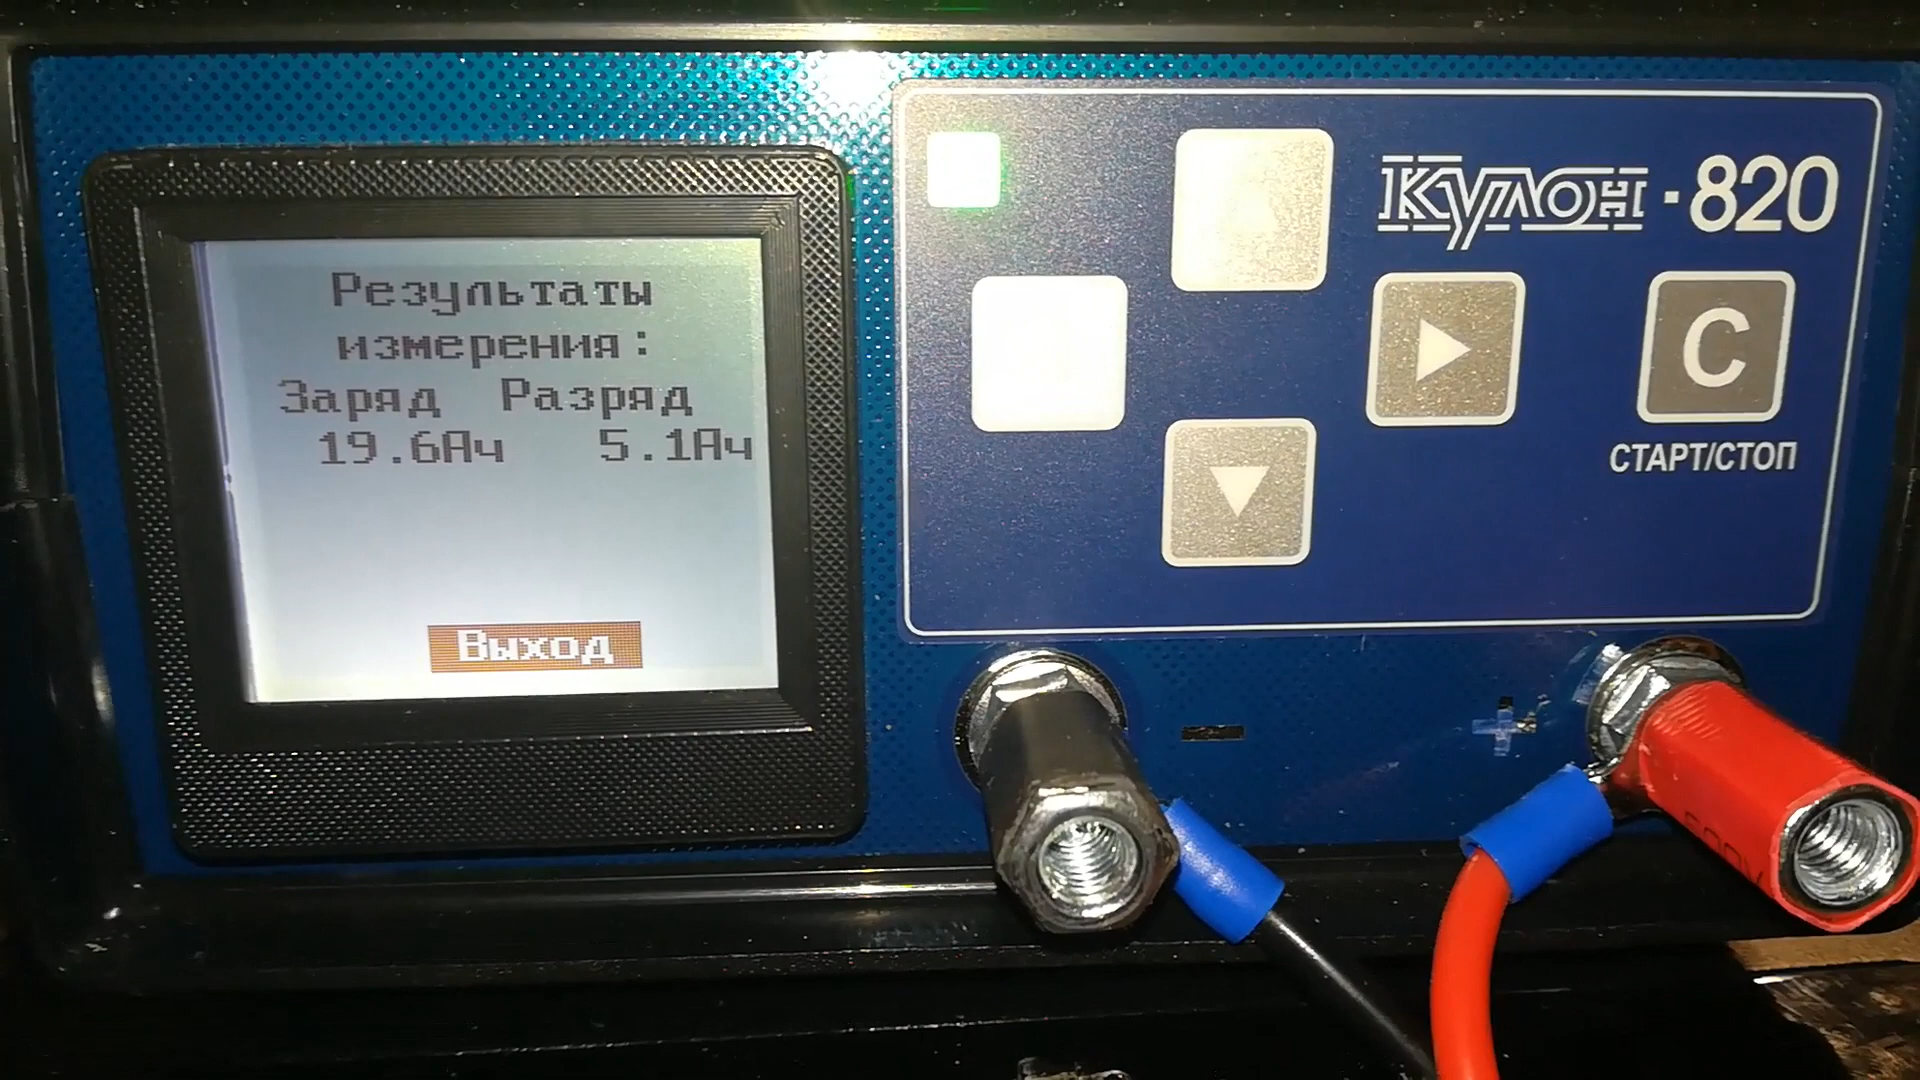 Результаты
измерения:
Заряд Разряд
19.6Ач 5.1Ач
Выход
Кулон-820
C
СТАРТ/СТОП
- +